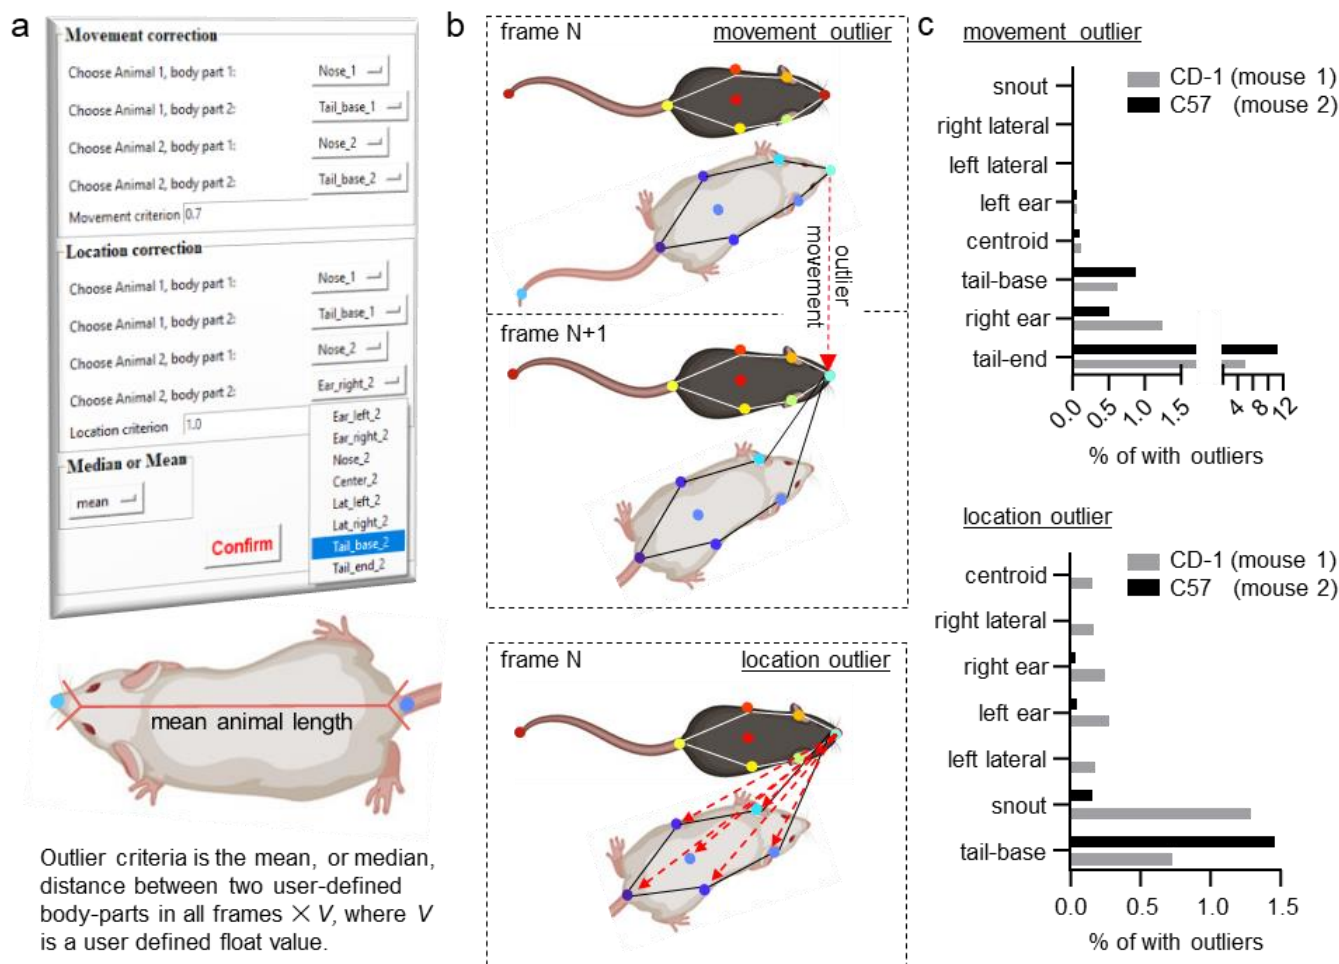 a
Movement correction
Choose Animal 1, body part 1:
Nose_1
Choose Animal 1, body part 2:
Tail_base_1
Choose Animal 2, body part 1:
Nose_2
Choose Animal 2, body part 2:
Tail_base_2
Movement criterion 0.7
Location correction
Choose Animal 1, body part 1:
Nose_1
Choose Animal 1, body part 2:
Tail_base_1
Choose Animal 2, body part 1:
Nose_2
Choose Animal 2, body part 2:
Ear_right_2
Location criterion 1.0
Ear_left_2
Ear_right_2
Nose_2
Center_2
Lat_left_2
Lat_right_2
Tail_base_2
Tail_end_2
Median or Mean
mean
Confirm
mean animal length
Outlier criteria is the mean, or median,
distance between two user-defined
body-parts in all frames × V, where V
is a user defined float value.
b
frame N
movement outlier
outlier
movement
frame N+1
frame N
location outlier
c
movement outlier
CD-1 (mouse 1)
C57 (mouse 2)
snout
right lateral
left lateral
left ear
centroid
tail-base
right ear
tail-end
0.0 0.5 1.0 1.5 4 8 12
% of with outliers
location outlier
CD-1 (mouse 1)
C57 (mouse 2)
centroid
right lateral
right ear
left ear
left lateral
snout
tail-base
0.0 0.5 1.0 1.5
% of with outliers